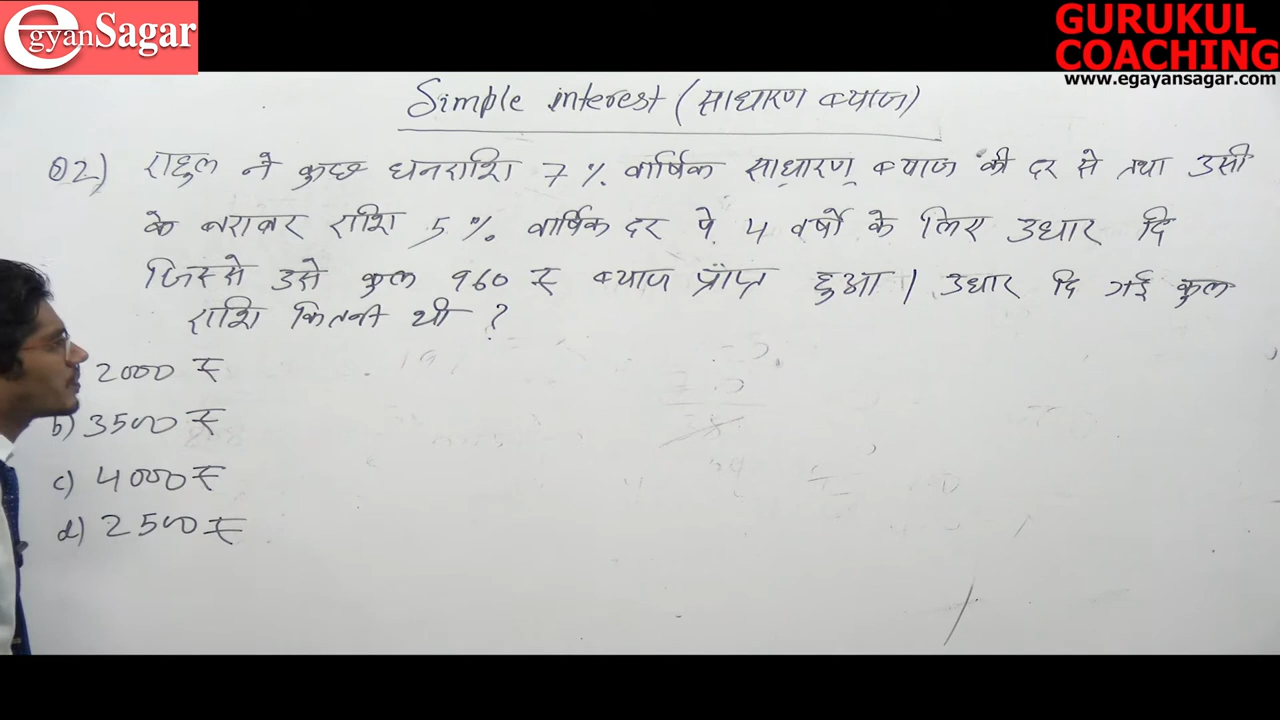 egyanSagar
GURUKUL
COACHING
www.egayansagar.com
Simple interest (साधारण ब्याज)
Q2) राहुल ने कुछ धनराशि 7% वार्षिक साधारण ब्याज की दर से तथा उसी
के बराबर राशि 5% वार्षिक दर पे 4 वर्षो के लिए उधार दि
जिससे उसे कुल 960 ₹ ब्याज प्राप्त हुआ। उधार दि गई कुल
राशि कितनी थी ?
2000 ₹
b) 3500 ₹
c) 4000 ₹
d) 2500 ₹